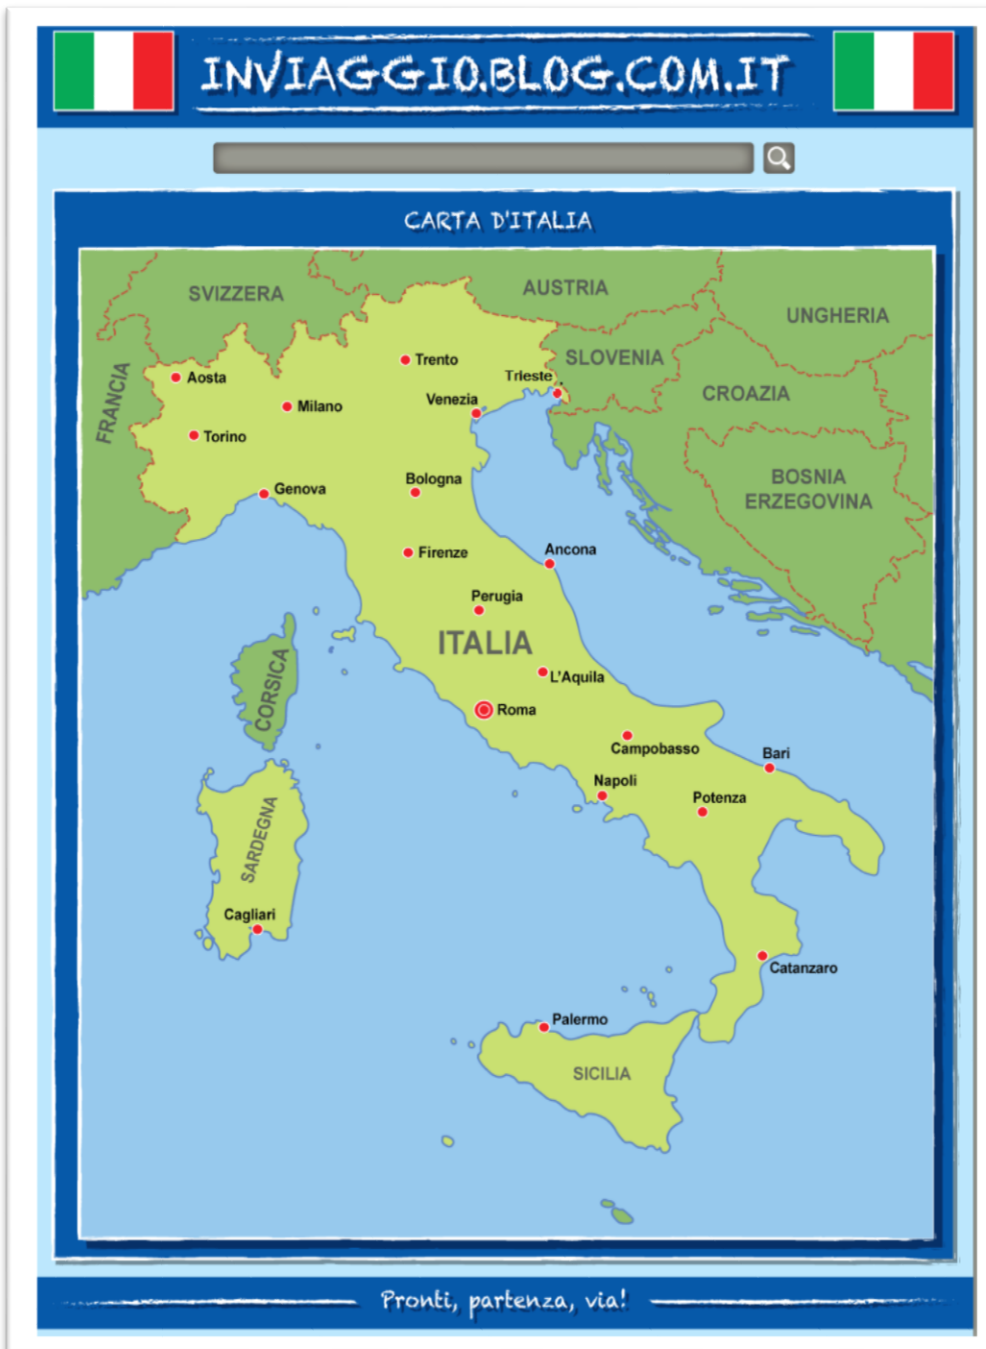 INVIAGGIO.BLOG.COM.IT
CARTA D'ITALIA
SVIZZERA
AUSTRIA
UNGHERIA
SLOVENIA
CROAZIA
FRANCIA
BOSNIA
ERZEGOVINA
Trento
Trieste
Aosta
Venezia
Milano
Torino
Bologna
Genova
Firenze
Ancona
Perugia
ITALIA
CORSICA
L'Aquila
Roma
Campobasso
Bari
Napoli
Potenza
SARDEGNA
Cagliari
Catanzaro
Palermo
SICILIA
Pronti, partenza, via!